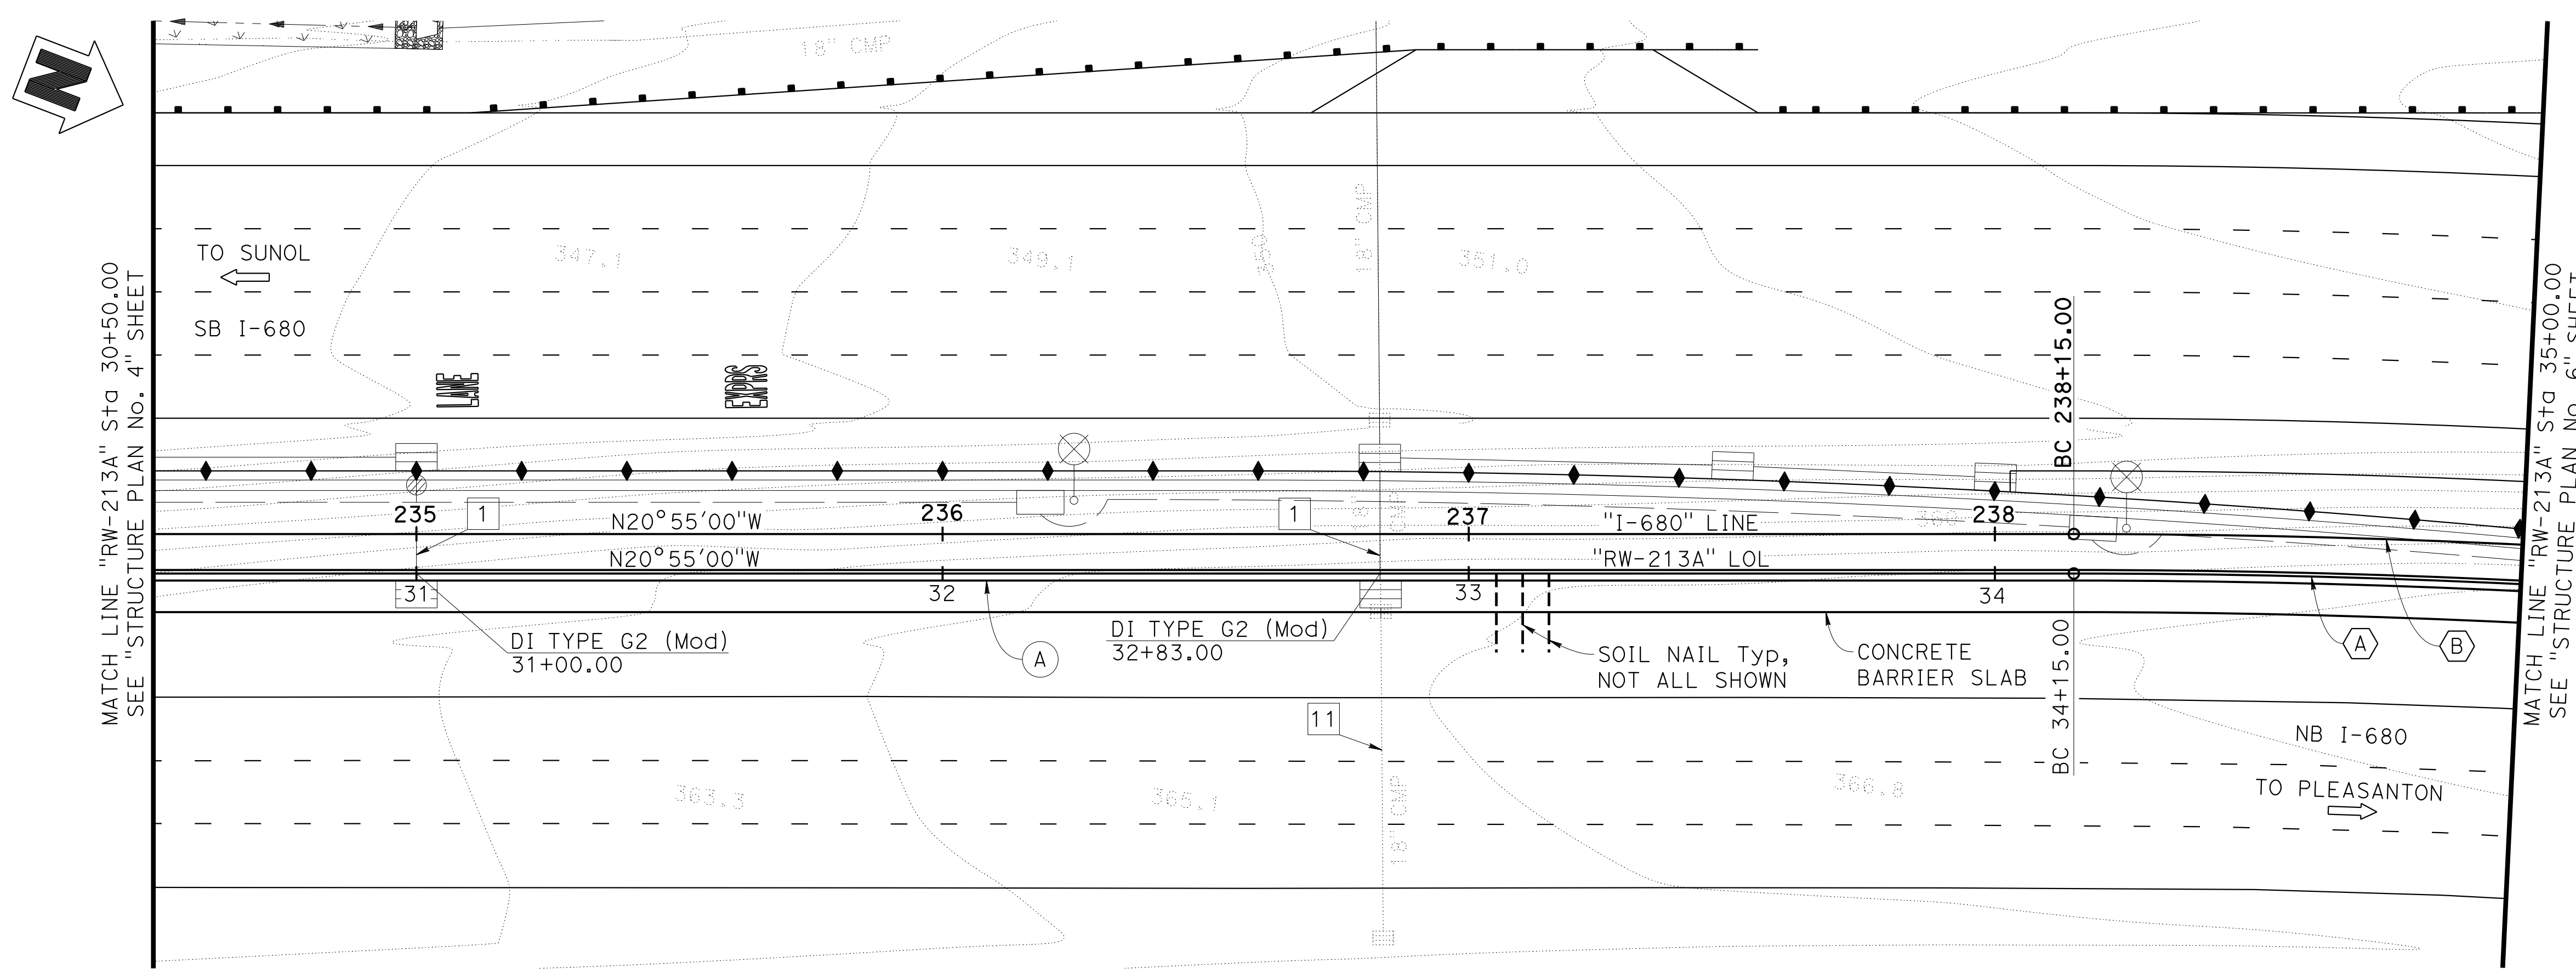 N
18" CMP
TO SUNOL
SB I-680
347.1
349.1
350
18" CMP
351.0
LANE
EXPRS
MATCH LINE "RW-213A" Sta 30+50.00
SEE "STRUCTURE PLAN No. 4" SHEET
BC 238+15.00
MATCH LINE "RW-213A" Sta 35+00.00
SEE "STRUCTURE PLAN No. 6" SHEET
235
1
N20°55'00"W
236
1
18"
CMP
237
"I-680" LINE
360
238
N20°55'00"W
"RW-213A" LOL
31
32
33
34
DI TYPE G2 (Mod)
31+00.00
A
DI TYPE G2 (Mod)
32+83.00
SOIL NAIL Typ,
NOT ALL SHOWN
CONCRETE
BARRIER SLAB
BC 34+15.00
A
B
11
NB I-680
363.3
365.1
18" CMP
366.8
TO PLEASANTON